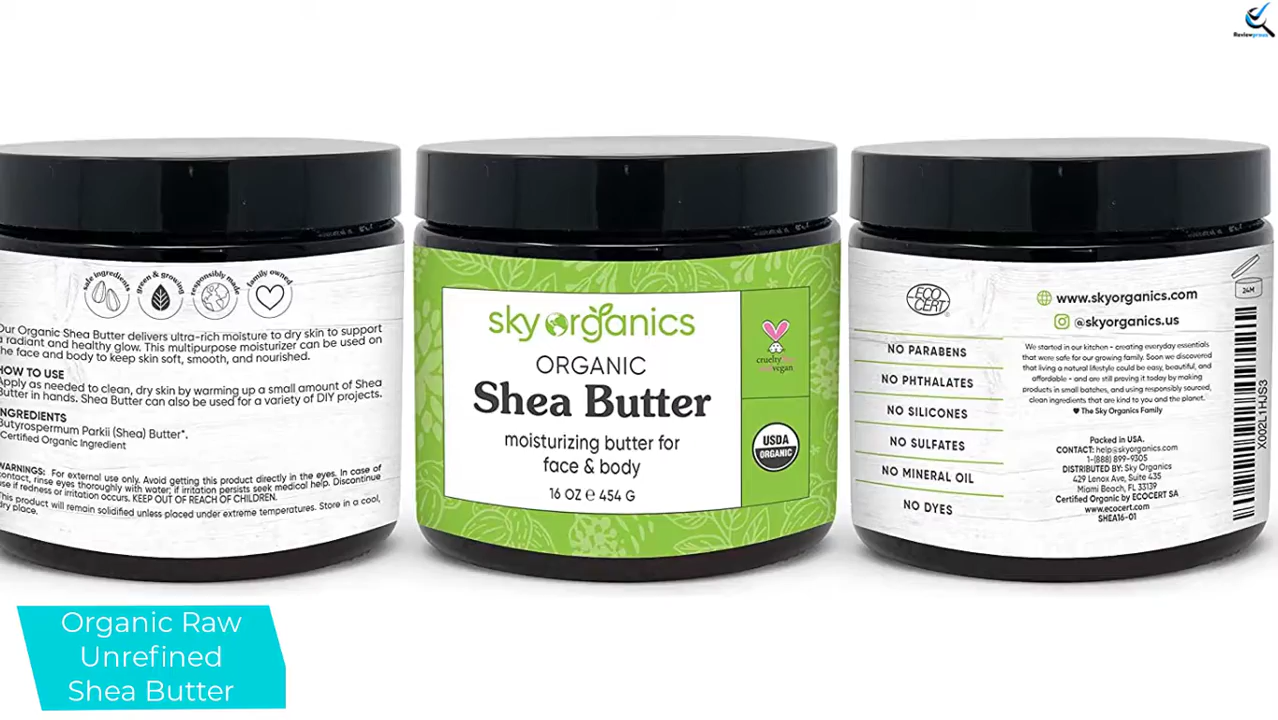 Reviewgrous
safe ingredients
green & growing
responsibly made
family owned
Our Organic Shea Butter delivers ultra-rich moisture to dry skin to support
a radiant and healthy glow. This multipurpose moisturizer can be used on
the face and body to keep skin soft, smooth, and nourished.
HOW TO USE
Apply as needed to clean, dry skin by warming up a small amount of Shea
Butter in hands. Shea Butter can also be used for a variety of DIY projects.
INGREDIENTS
Butyrospermum Parkii (Shea) Butter*.
*Certified Organic Ingredient
WARNINGS: For external use only. Avoid getting this product directly in the eyes. In case of
contact, rinse eyes thoroughly with water; if irritation persists seek medical help. Discontinue
use if redness or irritation occurs. KEEP OUT OF REACH OF CHILDREN.
This product will remain solidified unless placed under extreme temperatures. Store in a cool,
dry place.
sky organics
ORGANIC
Shea Butter
moisturizing butter for
face & body
16 OZ e 454 G
cruelty free
and vegan
USDA
ORGANIC
ECO
CERT
NO PARABENS
NO PHTHALATES
NO SILICONES
NO SULFATES
NO MINERAL OIL
NO DYES
www.skyorganics.com
@skyorganics.us
We started in our kitchen - creating everyday essentials
that were safe for our growing family. Soon we discovered
that living a natural lifestyle could be easy, beautiful, and
affordable - and are still proving it today by making
products in small batches, and using responsibly sourced,
clean ingredients that are kind to you and the planet.
♥ The Sky Organics Family
Packed in USA.
CONTACT: help@skyorganics.com
1-(888) 899-9305
DISTRIBUTED BY: Sky Organics
429 Lenox Ave, Suite 435
Miami Beach, FL 33139
Certified Organic by ECOCERT SA
www.ecocert.com
SHEA16-01
24M
X002L1HJS3
Organic Raw
Unrefined
Shea Butter